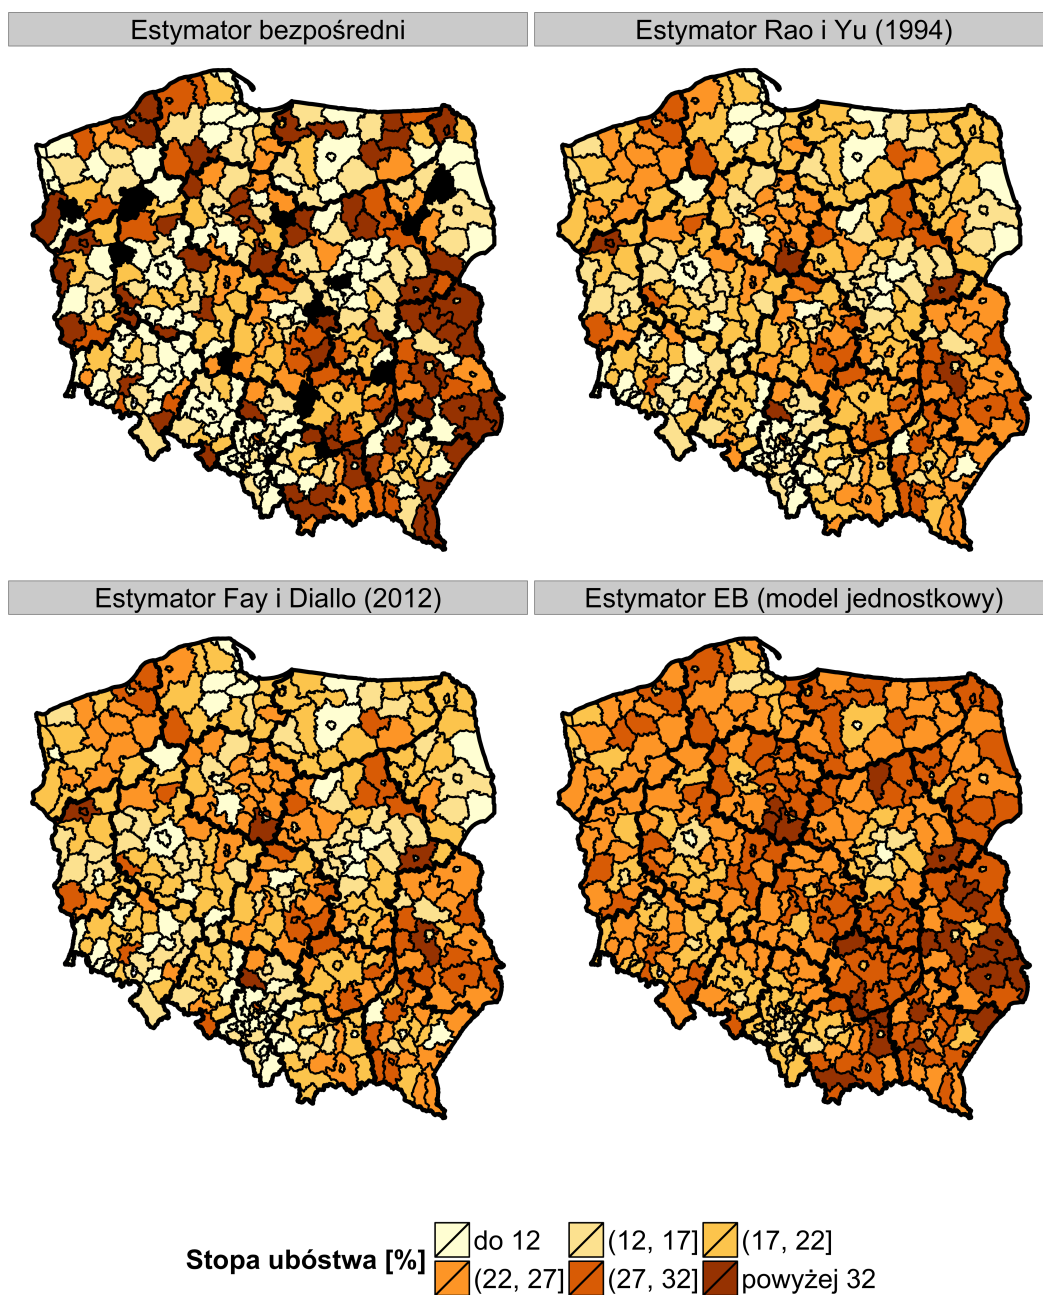 Estymator bezpośredni
Estymator Rao i Yu (1994)
Estymator Fay i Diallo (2012)
Estymator EB (model jednostkowy)
Stopa ubóstwa [%]
do 12
(12, 17]
(17, 22]
(22, 27]
(27, 32]
powyżej 32